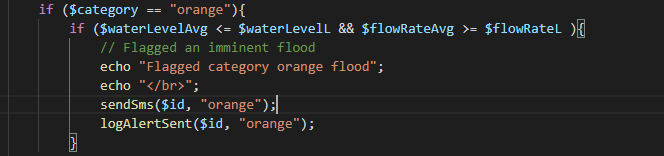 if ($category == "orange"){
if ($waterLevelAvg <= $waterLevelL && $flowRateAvg >= $flowRateL ){
// Flagged an imminent flood
echo "Flagged category orange flood";
echo "</br>";
sendSms($id, "orange");
logAlertSent($id, "orange");
}